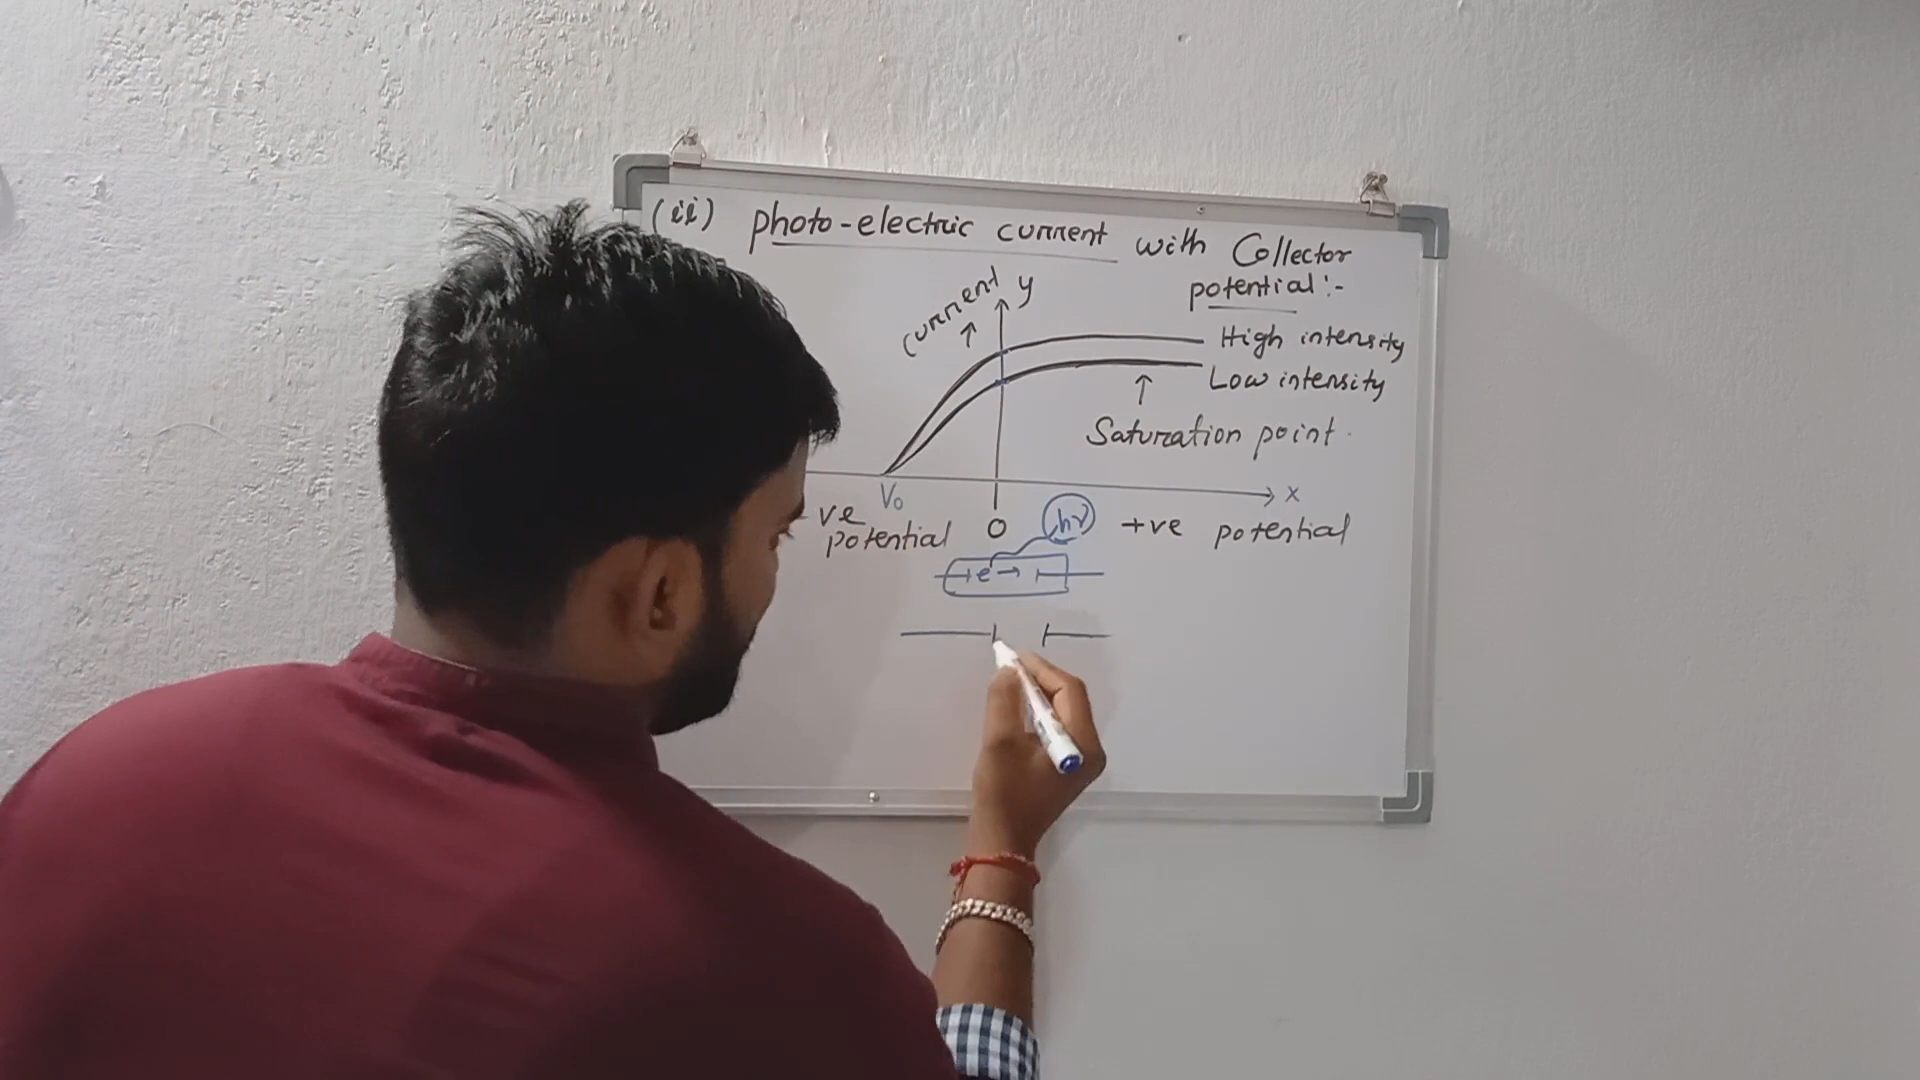 (ii) photo-electric current with Collector
potential:-
current y
↑
High intensity
Low intensity
↑
Saturation point.
V₀ x
-ve
potential O hν +ve potential
e →